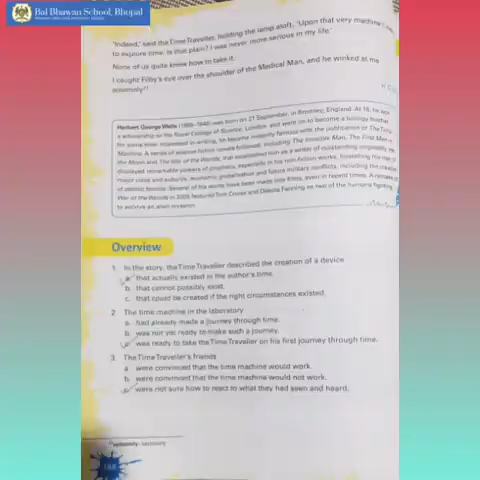 Bal Bhawan School, Bhopal
'Indeed,' said the Time Traveller, holding the lamp aloft. 'Upon that very machine I
to explore time. Is that plain? I was never more serious in my life.'
None of us quite knew how to take it.
I caught Filby's eye over the shoulder of the Medical Man, and he winked at me
solemnly
Herbert George Wells (1866–1946) was born on 21 September, in Bromley, England. At 18, he
a scholarship to the Royal College of Science, London, and went on to become a biology teacher.
for some time. Interested in writing, he became instantly famous with the publication of The Time
Machine. A series of science fiction novels followed, including The Invisible Man, The First Men in
the Moon and The War of the Worlds, that established him as a writer of outstanding originality.
displayed remarkable powers of prophecy, especially in his non-fiction works, foretelling the rise of
major cities and suburbs, economic globalisation and future military conflicts, including the creation
of atomic bombs. Several of his works have been made into films, even in recent times. A remake of
War of the Worlds in 2005 featured Tom Cruise and Dakota Fanning as two of the humans fighting
to survive an alien invasion.
Overview
1. In the story, the Time Traveller described the creation of a device
a. that actually existed in the author's time.
b. that cannot possibly exist.
c. that could be created if the right circumstances existed.
2 The time machine in the laboratory
a. had already made a journey through time.
b. was not yet ready to make such a journey.
c. was ready to take the Time Traveller on his first journey through time.
3. The Time Traveller's friends
a were convinced that the time machine would work.
b. were convinced that the time machine would not work.
c. were not sure how to react to what they had seen and heard.
solemnly: seriously